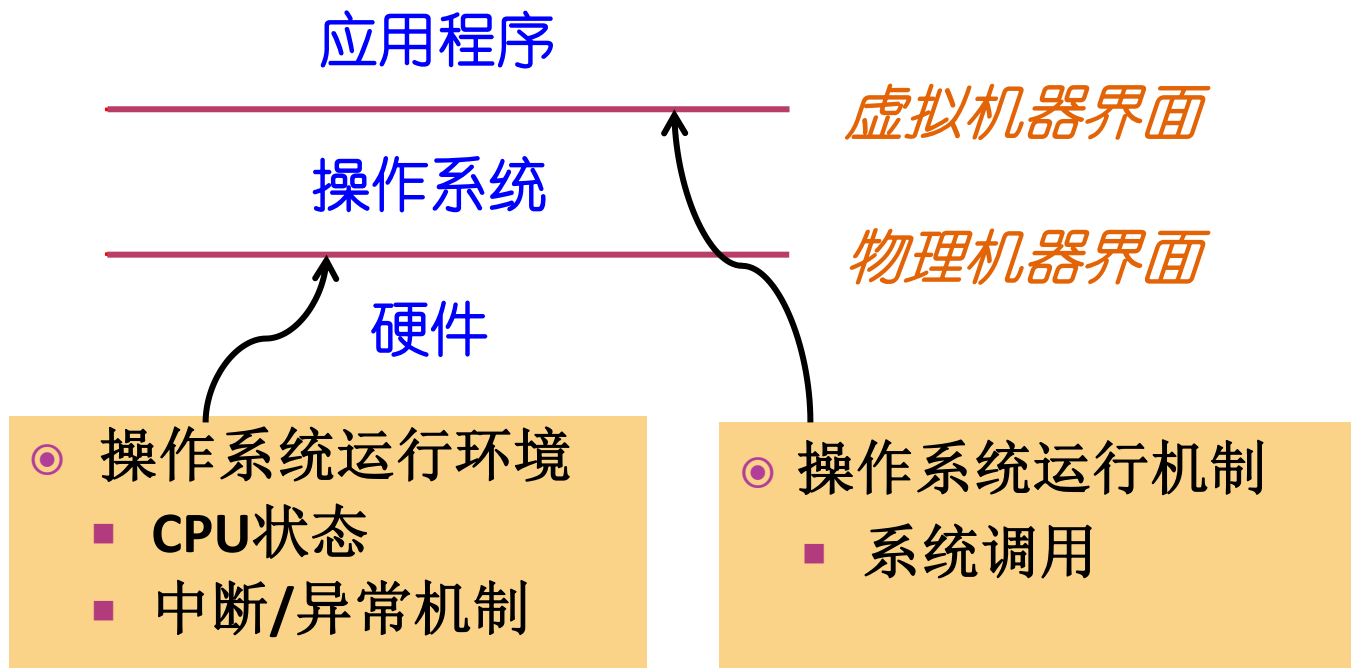 应用程序
虚拟机器界面
操作系统
物理机器界面
硬件
操作系统运行环境
CPU状态
中断/异常机制
操作系统运行机制
系统调用